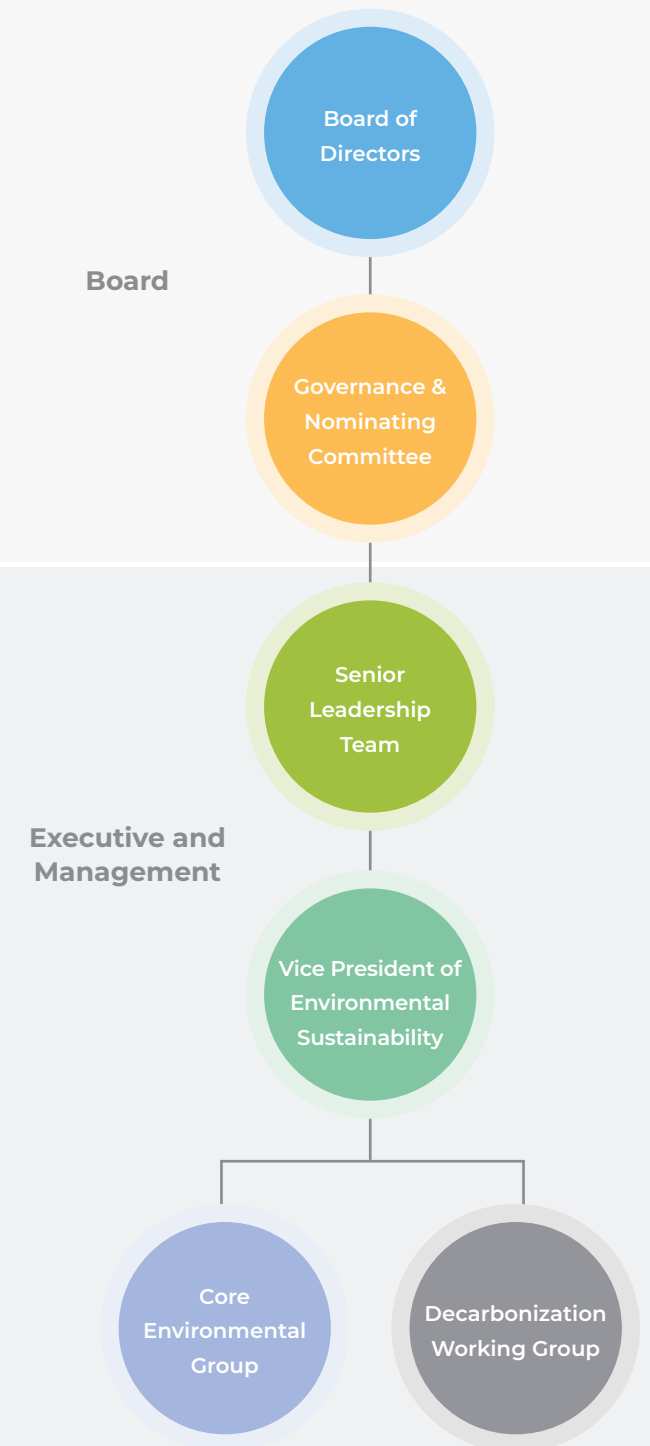 Board of
Directors
Board
Governance &
Nominating
Committee
Senior
Leadership
Team
Executive and
Management
Vice President of
Environmental
Sustainability
Core
Environmental
Group
Decarbonization
Working Group